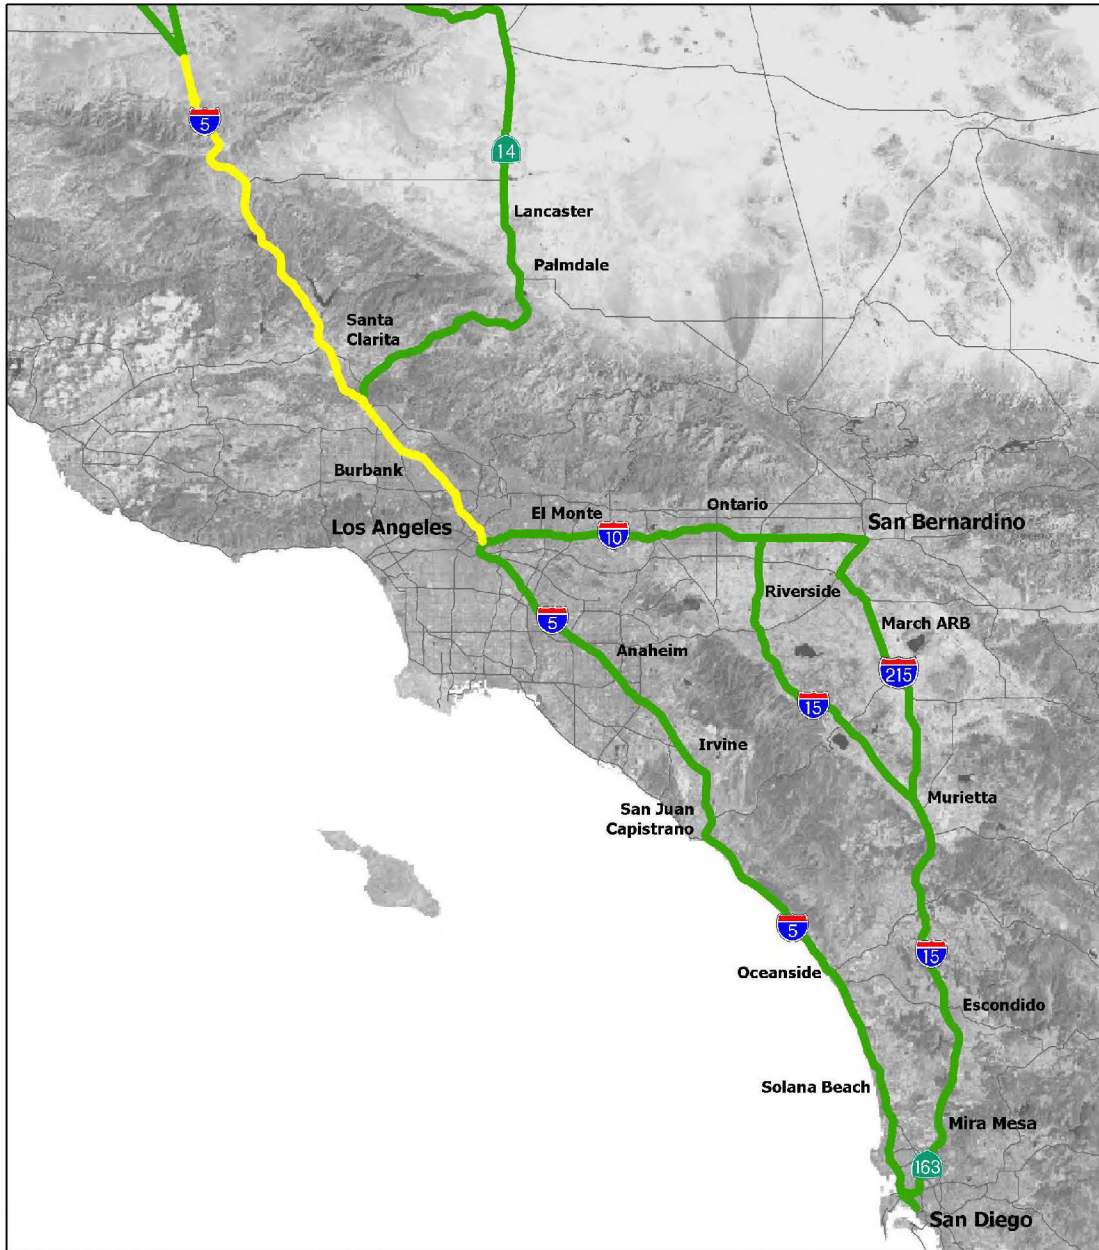 5
14
Lancaster
Palmdale
Santa
Clarita
Burbank
El Monte
Ontario
Los Angeles
10
San Bernardino
Riverside
5
March ARB
Anaheim
215
15
Irvine
Murietta
San Juan
Capistrano
5
15
Oceanside
Escondido
Solana Beach
Mira Mesa
163
San Diego